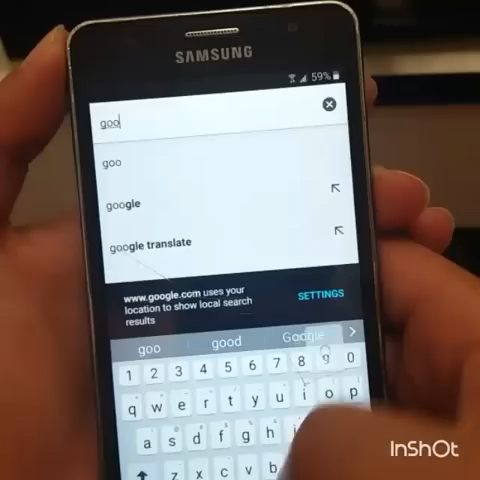 SAMSUNG
59%
goo
goo
google
google translate
www.google.com uses your
location to show local search
results
SETTINGS
goo good Google
1 2 3 4 5 6 7 8 9 0
q w e r t y u i o p
a s d f g h
z x c v b
InShOt